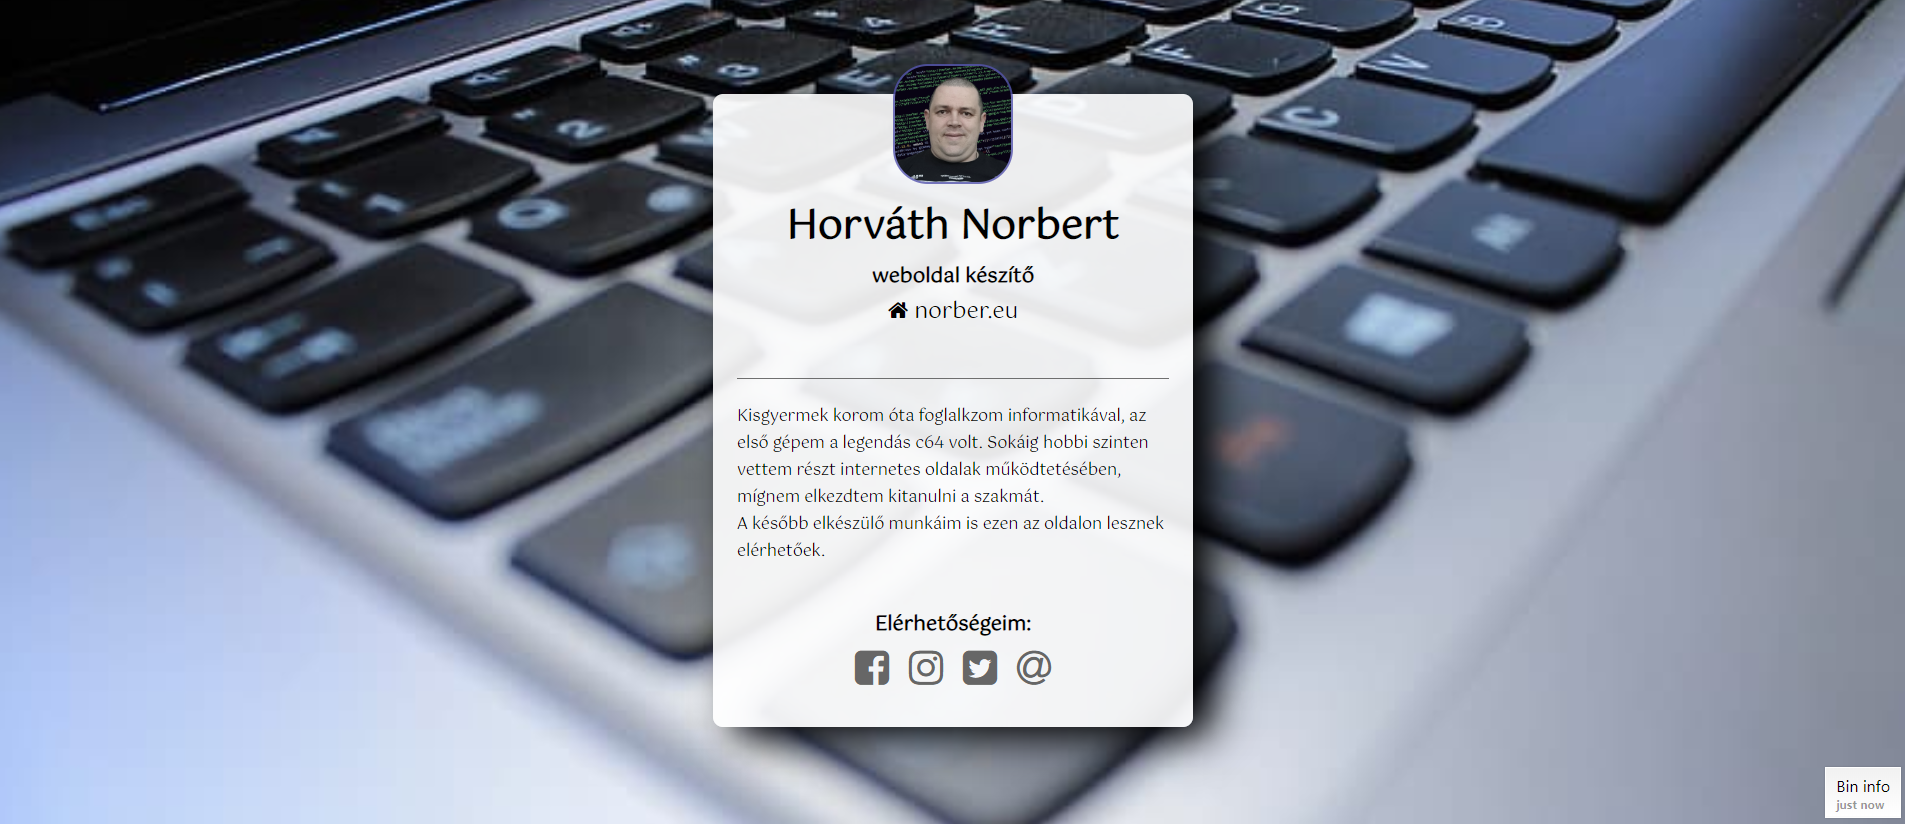 Horváth Norbert
weboldal készítő
norber.eu
Kisgyermek korom óta foglalkzom informatikával, az
első gépem a legendás c64 volt. Sokáig hobbi szinten
vettem részt internetes oldalak működtetésében,
mígnem elkezdtem kitanulni a szakmát.
A később elkészülő munkáim is ezen az oldalon lesznek
elérhetőek.
Elérhetőségeim:
Bin info
just now